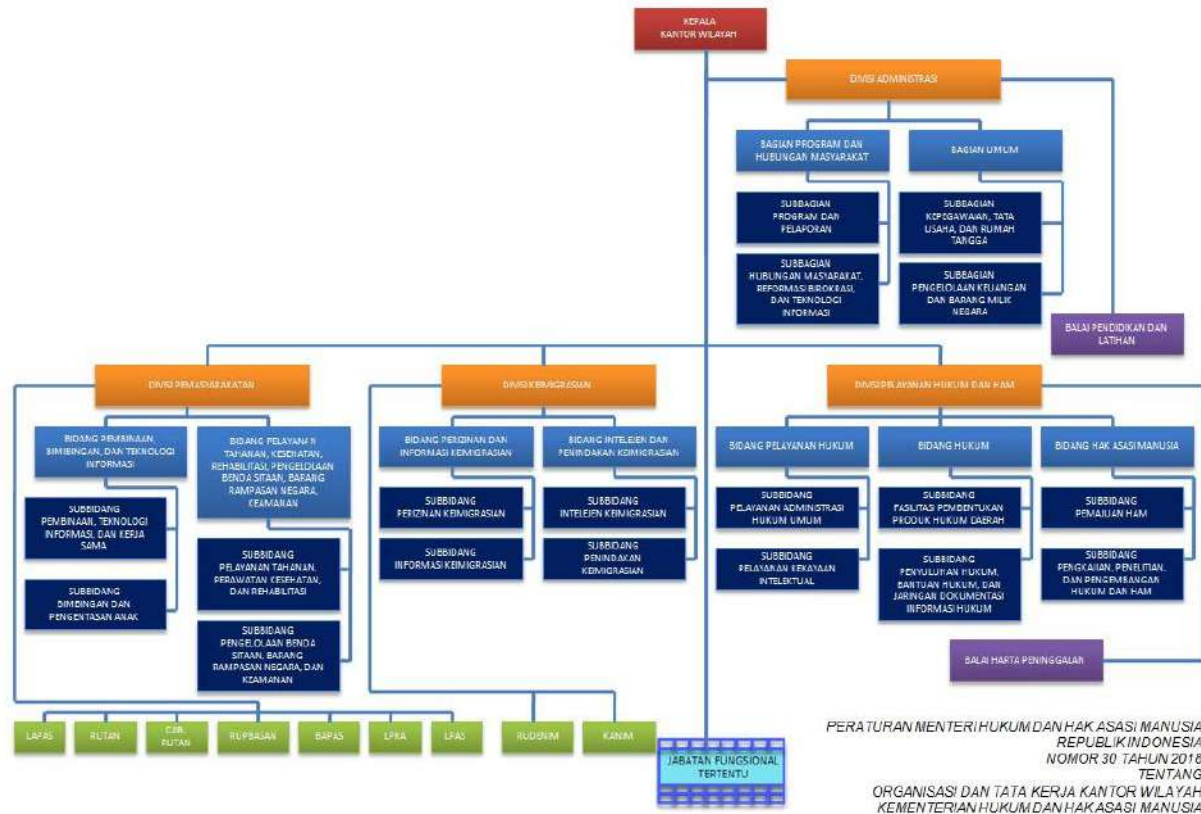 KEPALA
KANTOR WILAYAH
DIVISI ADMINISTRASI
BAGIAN PROGRAM DAN
HUBUNGAN MASYARAKAT
BAGIAN UMUM
SUBBAGIAN
PROGRAM DAN
PELAPORAN
SUBBAGIAN
KEPEGAWAIAN, TATA
USAHA, DAN RUMAH
TANGGA
SUBBAGIAN
HUBUNGAN MASYARAKAT,
REFORMASI BIROKRASI,
DAN TEKNOLOGI
INFORMASI
SUBBAGIAN
PENGELOLAAN KEUANGAN
DAN BARANG MILIK
NEGARA
BALAI PENDIDIKAN DAN
LATIHAN
DIVISI PEMASYARAKATAN
DIVISI KEIMIGRASIAN
DIVISI PELAYANAN HUKUM DAN HAM
BIDANG PEMBINAAN,
BIMBINGAN, DAN TEKNOLOGI
INFORMASI
BIDANG PELAYANAN
TAHANAN, KESEHATAN,
REHABILITASI, PENGELOLAAN
BENDA SITAAN, BARANG
RAMPASAN NEGARA,
KEAMANAN
BIDANG PERIZINAN DAN
INFORMASI KEIMIGRASIAN
BIDANG INTELEJEN DAN
PENINDAKAN KEIMIGRASIAN
BIDANG PELAYANAN HUKUM
BIDANG HUKUM
BIDANG HAK ASASI MANUSIA
SUBBIDANG
PEMBINAAN, TEKNOLOGI
INFORMASI, DAN KERJA
SAMA
SUBBIDANG
BIMBINGAN DAN
PENGENTASAN ANAK
SUBBIDANG
PELAYANAN TAHANAN,
PERAWATAN KESEHATAN,
DAN REHABILITASI
SUBBIDANG
PENGELOLAAN BENDA
SITAAN, BARANG
RAMPASAN NEGARA, DAN
KEAMANAN
SUBBIDANG
PERIZINAN KEIMIGRASIAN
SUBBIDANG
INFORMASI KEIMIGRASIAN
SUBBIDANG
INTELEJEN KEIMIGRASIAN
SUBBIDANG
PENINDAKAN
KEIMIGRASIAN
SUBBIDANG
PELAYANAN ADMINISTRASI
HUKUM UMUM
SUBBIDANG
PELAYANAN KEKAYAAN
INTELEKTUAL
SUBBIDANG
FASILITASI PEMBENTUKAN
PRODUK HUKUM DAERAH
SUBBIDANG
PENYULUHAN HUKUM,
BANTUAN HUKUM, DAN
JARINGAN DOKUMENTASI
INFORMASI HUKUM
SUBBIDANG
PEMAJUAN HAM
SUBBIDANG
PENGKAJIAN, PENELITIAN,
DAN PENGEMBANGAN
HUKUM DAN HAM
BALAI HARTA PENINGGALAN
LAPAS
RUTAN
CAB.
RUTAN
RUPBASAN
BAPAS
LPKA
LPAS
RUDENIM
KANIM
JABATAN FUNGSIONAL
TERTENTU
PERATURAN MENTERI HUKUM DAN HAK ASASI MANUSIA
REPUBLIK INDONESIA
NOMOR 30 TAHUN 2018
TENTANG
ORGANISASI DAN TATA KERJA KANTOR WILAYAH
KEMENTERIAN HUKUM DAN HAK ASASI MANUSIA